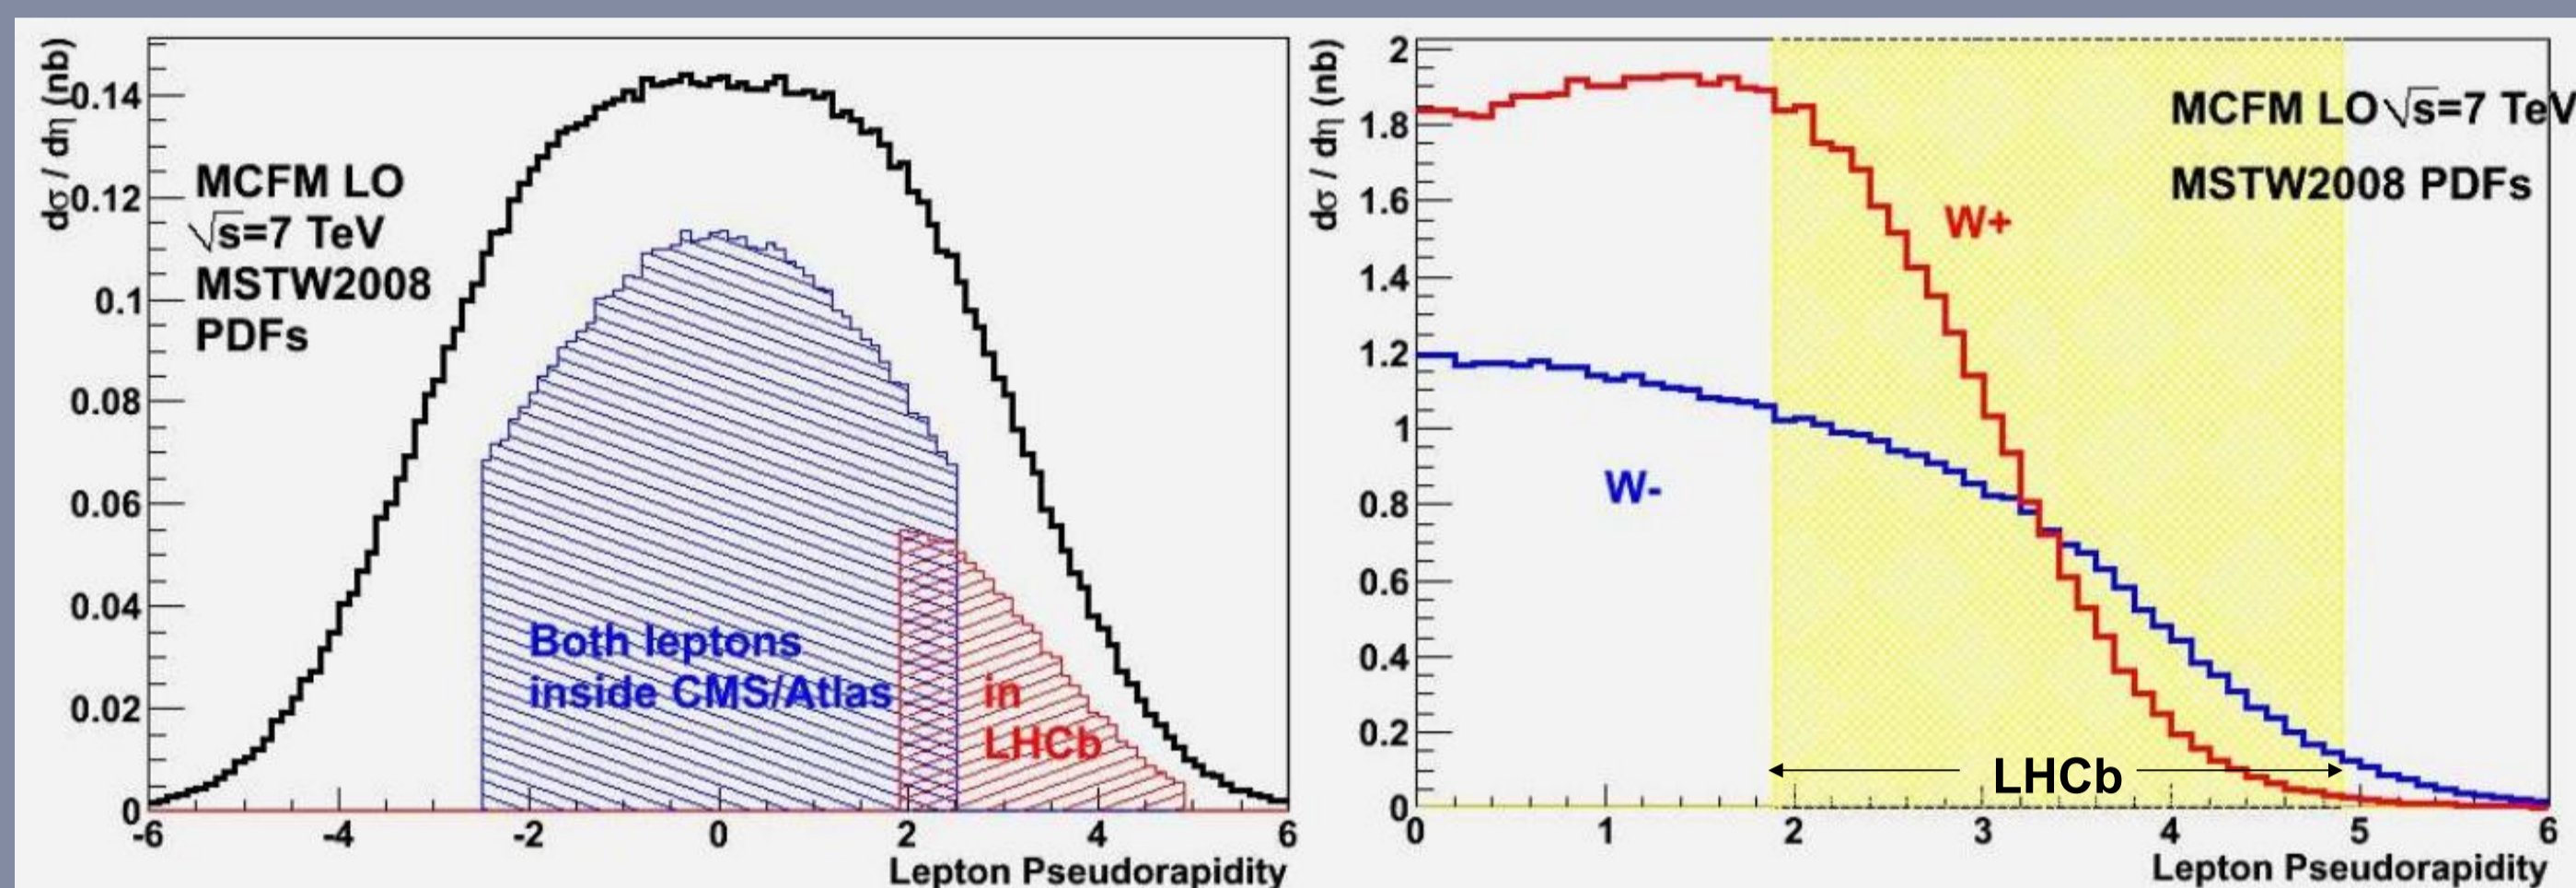 dσ / dη (nb)
0.14
0.12
0.1
0.08
0.06
0.04
0.02
0
MCFM LO
√s=7 TeV
MSTW2008
PDFs
Both leptons
inside CMS/Atlas
in
LHCb
-6 -4 -2 0 2 4 6
Lepton Pseudorapidity
dσ / dη (nb)
2
1.8
1.6
1.4
1.2
1
0.8
0.6
0.4
0.2
0
MCFM LO √s=7 TeV
MSTW2008 PDFs
W+
W-
LHCb
0 1 2 3 4 5 6
Lepton Pseudorapidity